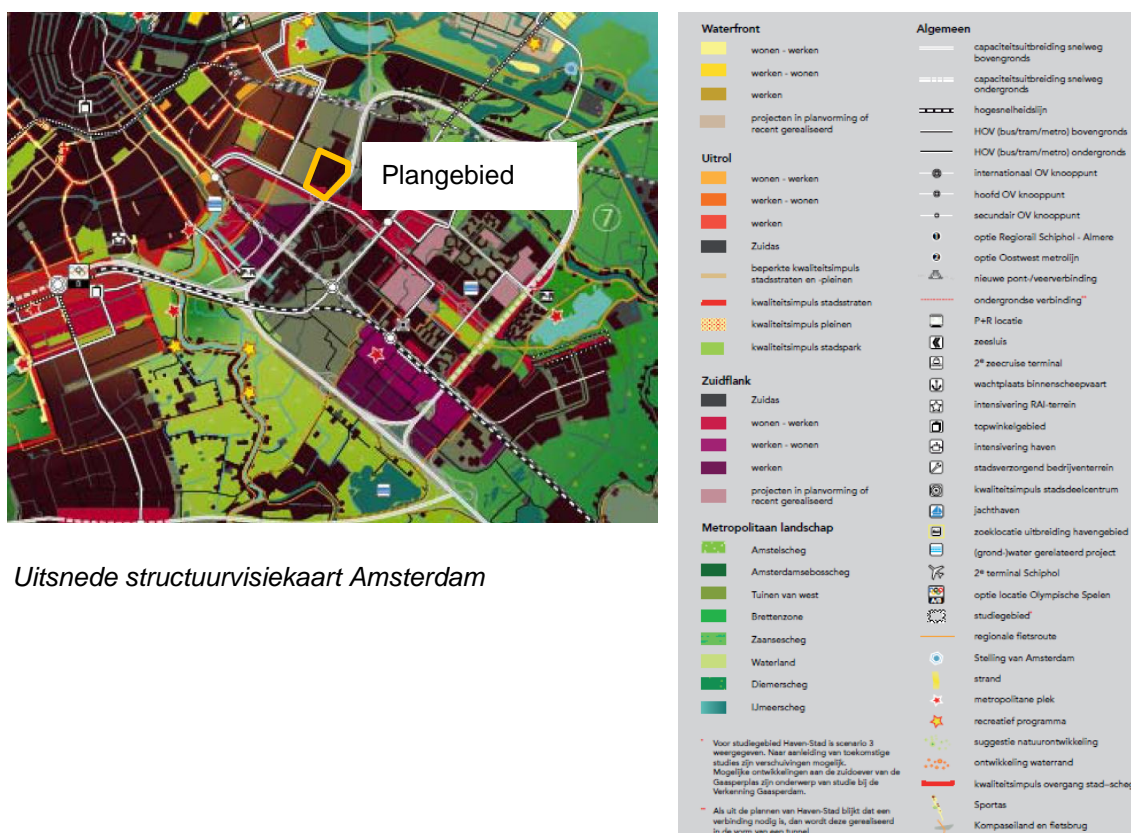 Plangebied
7
Uitsnede structuurvisiekaart Amsterdam
Waterfront
wonen - werken
werken - wonen
werken
projecten in planvorming of
recent gerealiseerd
Uitrol
wonen - werken
werken - wonen
werken
Zuidas
beperkte kwaliteitsimpuls
stadsstraten en -pleinen
kwaliteitsimpuls stadsstraten
kwaliteitsimpuls pleinen
kwaliteitsimpuls stadspark
Zuidflank
Zuidas
wonen - werken
werken - wonen
werken
projecten in planvorming of
recent gerealiseerd
Metropolitaan landschap
Amstelscheg
Amsterdamsebosscheg
Tuinen van west
Brettenzone
Zaansescheg
Waterland
Diemerscheg
IJmeerscheg
* Voor studiegebied Haven-Stad is scenario 3
weergegeven. Naar aanleiding van toekomstige
studies zijn verschuivingen mogelijk.
Mogelijke ontwikkelingen aan de zuidoever van de
Gaasperplas zijn onderwerp van studie bij de
Verkenning Gaasperdam.
** Als uit de plannen van Haven-Stad blijkt dat een
verbinding nodig is, dan wordt deze gerealiseerd
in de vorm van een tunnel.
Algemeen
capaciteitsuitbreiding snelweg
bovengronds
capaciteitsuitbreiding snelweg
ondergronds
hogesnelheidslijn
HOV (bus/tram/metro) bovengronds
HOV (bus/tram/metro) ondergronds
internationaal OV knooppunt
hoofd OV knooppunt
secundair OV knooppunt
optie Regiorail Schiphol - Almere
optie Oostwest metrolijn
nieuwe pont-/veerverbinding
ondergrondse verbinding**
P+R locatie
zeesluis
2e zeecruise terminal
wachtplaats binnenscheepvaart
intensivering RAI-terrein
topwinkelgebied
intensivering haven
stadsverzorgend bedrijventerrein
kwaliteitsimpuls stadsdeelcentrum
jachthaven
zoeklocatie uitbreiding havengebied
(grond-)water gerelateerd project
2e terminal Schiphol
optie locatie Olympische Spelen
studiegebied*
regionale fietsroute
Stelling van Amsterdam
strand
metropolitane plek
recreatief programma
suggestie natuurontwikkeling
ontwikkeling waterrand
kwaliteitsimpuls overgang stad–scheg
Sportas
Kompaseiland en fietsbrug